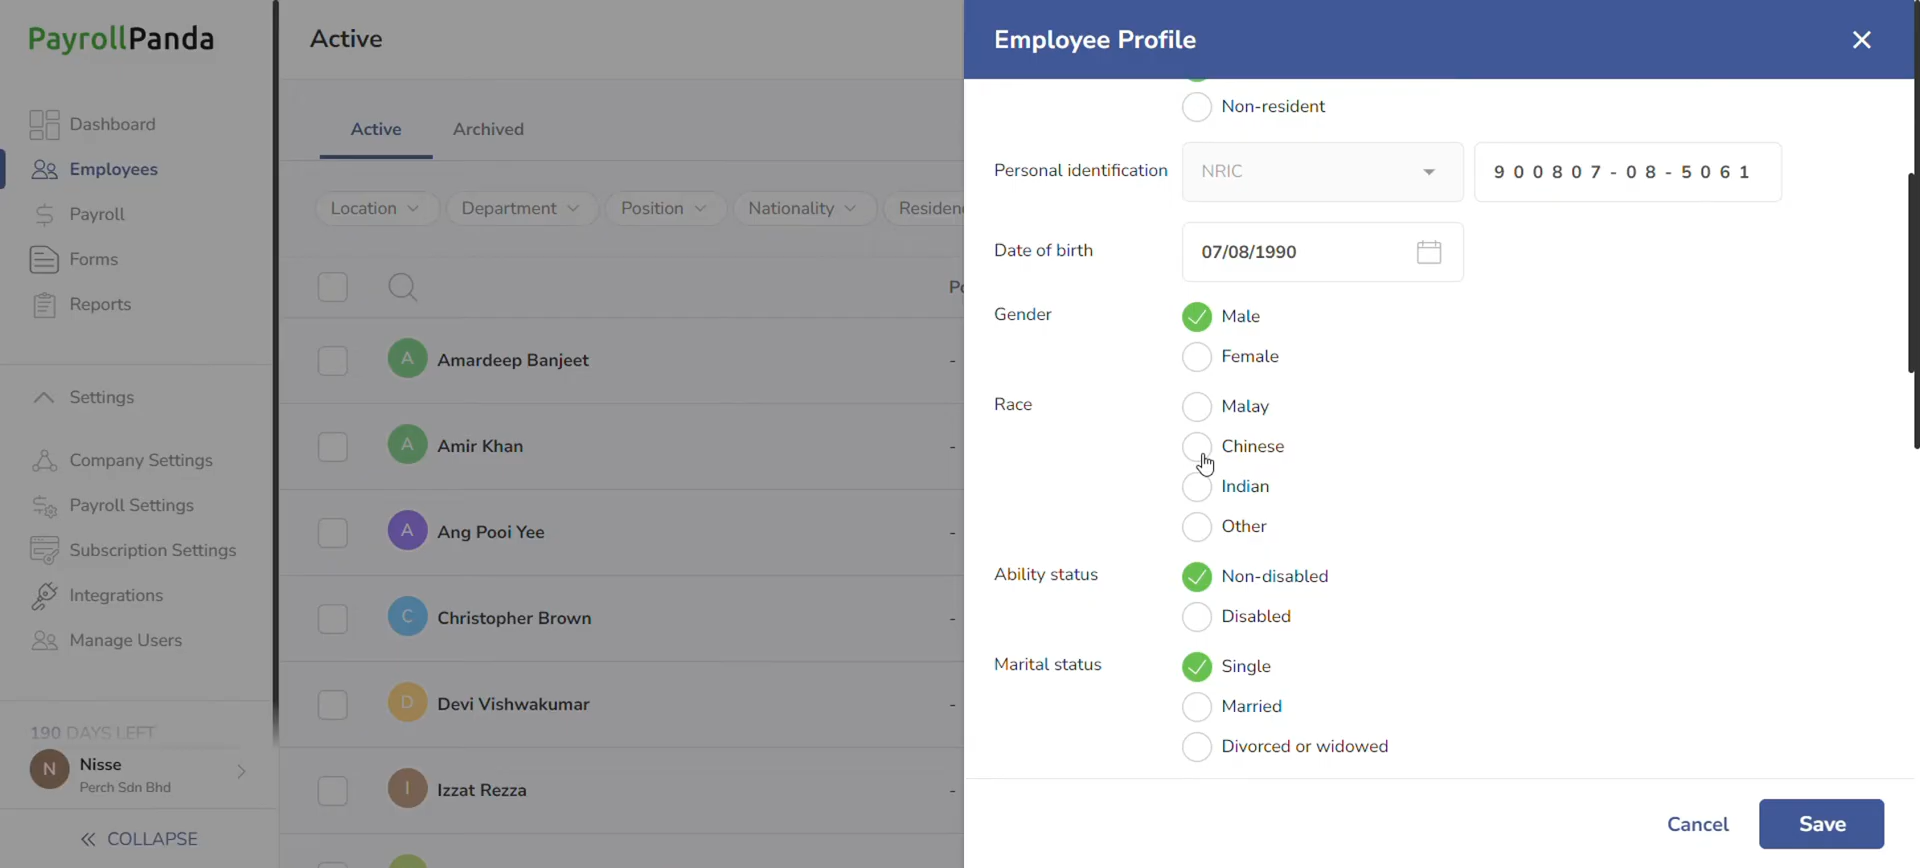 PayrollPanda
Dashboard
Employees
Payroll
Forms
Reports
Settings
Company Settings
Payroll Settings
Subscription Settings
Integrations
Manage Users
190 DAYS LEFT
N
Nisse
Perch Sdn Bhd
COLLAPSE
Active
Active Archived
Location Department Position Nationality
A Amardeep Banjeet -
A Amir Khan -
A Ang Pooi Yee -
C Christopher Brown -
D Devi Vishwakumar -
I Izzat Rezza -
Employee Profile
Non-resident
Personal identification NRIC 900807-08-5061
Date of birth 07/08/1990
Gender Male
Female
Race Malay
Chinese
Indian
Other
Ability status Non-disabled
Disabled
Marital status Single
Married
Divorced or widowed
Cancel Save